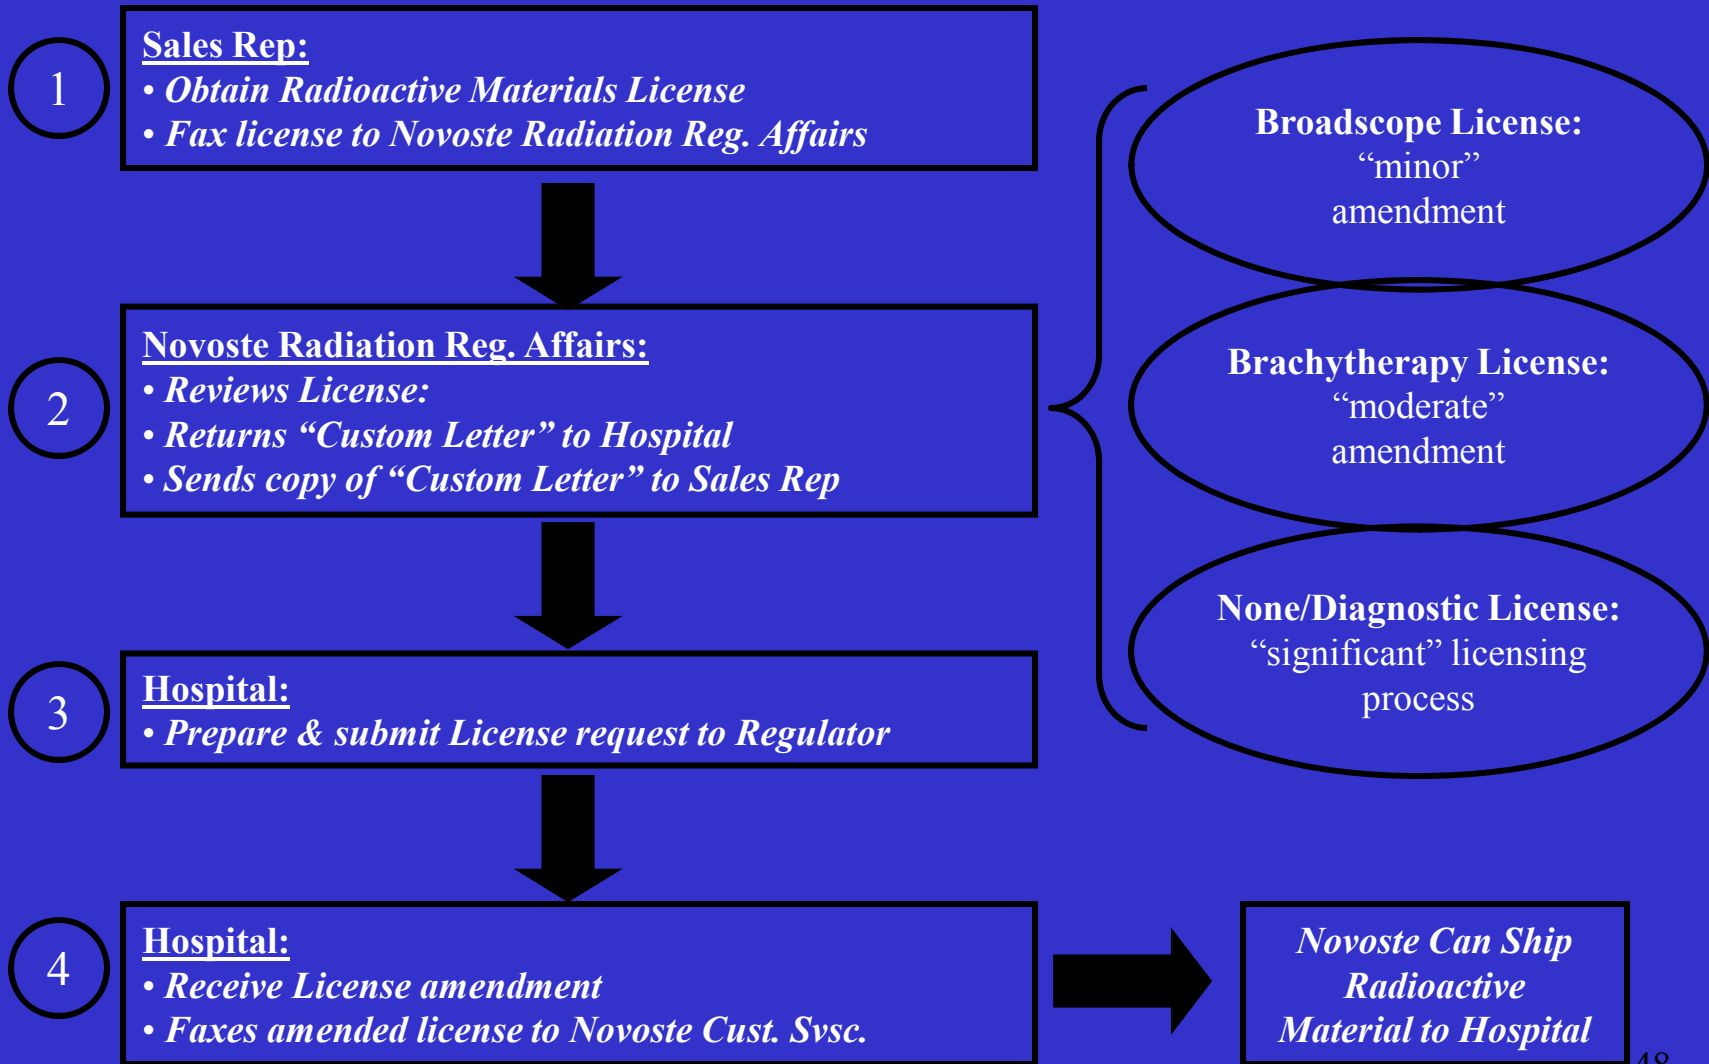 1
Sales Rep:
• Obtain Radioactive Materials License
• Fax license to Novoste Radiation Reg. Affairs
2
Novoste Radiation Reg. Affairs:
• Reviews License:
• Returns “Custom Letter” to Hospital
• Sends copy of “Custom Letter” to Sales Rep
Broadscope License:
“minor”
amendment
Brachytherapy License:
“moderate”
amendment
None/Diagnostic License:
“significant” licensing
process
3
Hospital:
• Prepare & submit License request to Regulator
4
Hospital:
• Receive License amendment
• Faxes amended license to Novoste Cust. Svsc.
Novoste Can Ship
Radioactive
Material to Hospital
48